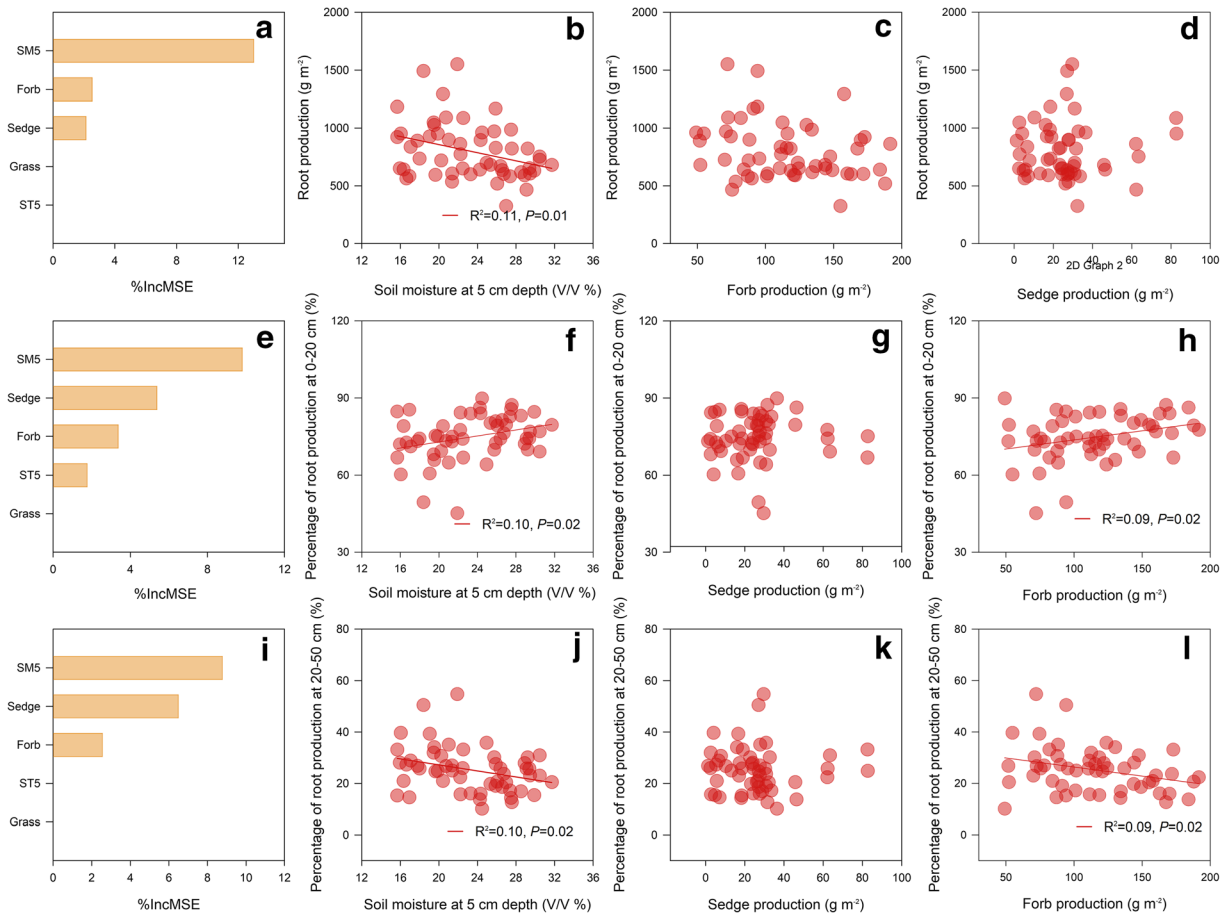 a
SM5
Forb
Sedge
Grass
ST5
0 4 8 12
%IncMSE
b
Root production (g m⁻²)
2000
1500
1000
500
0
R²=0.11, P=0.01
12 16 20 24 28 32 36
Soil moisture at 5 cm depth (V/V %)
c
Root production (g m⁻²)
2000
1500
1000
500
0
50 100 150 200
Forb production (g m⁻²)
d
Root production (g m⁻²)
2000
1500
1000
500
0
0 20 40 60 80 100
2D Graph 2
Sedge production (g m⁻²)
e
SM5
Sedge
Forb
ST5
Grass
0 2 4 6 8 10 12
%IncMSE
f
Percentage of root production at 0-20 cm (%)
120
90
60
30
R²=0.10, P=0.02
12 16 20 24 28 32 36
Soil moisture at 5 cm depth (V/V %)
g
Percentage of root production at 0-20 cm (%)
120
90
60
30
0 20 40 60 80 100
Sedge production (g m⁻²)
h
Percentage of root production at 0-20 cm (%)
120
90
60
30
R²=0.09, P=0.02
50 100 150 200
Forb production (g m⁻²)
i
SM5
Sedge
Forb
ST5
Grass
0 2 4 6 8 10 12
%IncMSE
j
Percentage of root production at 20-50 cm (%)
80
60
40
20
0
R²=0.10, P=0.02
12 16 20 24 28 32 36
Soil moisture at 5 cm depth (V/V %)
k
Percentage of root production at 20-50 cm (%)
80
60
40
20
0
0 20 40 60 80 100
Sedge production (g m⁻²)
l
Percentage of root production at 20-50 cm (%)
80
60
40
20
0
R²=0.09, P=0.02
50 100 150 200
Forb production (g m⁻²)